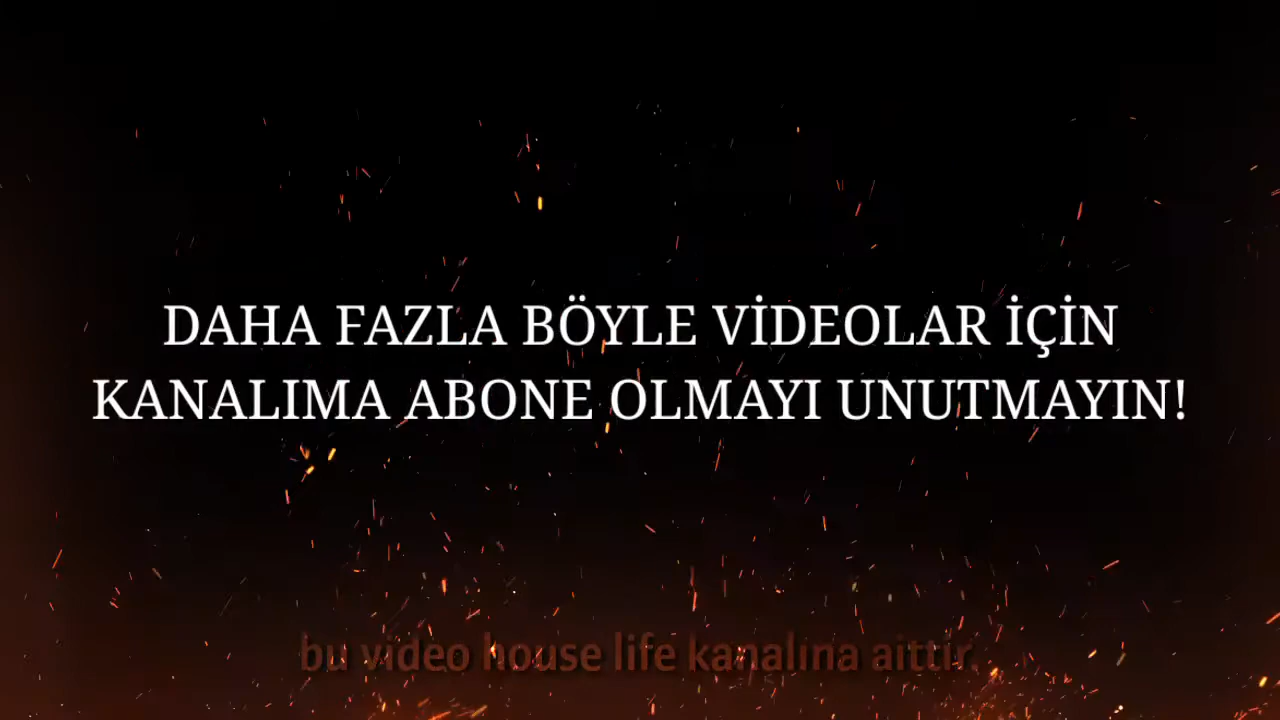 DAHA FAZLA BÖYLE VİDEOLAR İÇİN
KANALIMA ABONE OLMAYI UNUTMAYIN!
bu video house life kanalına aittir.